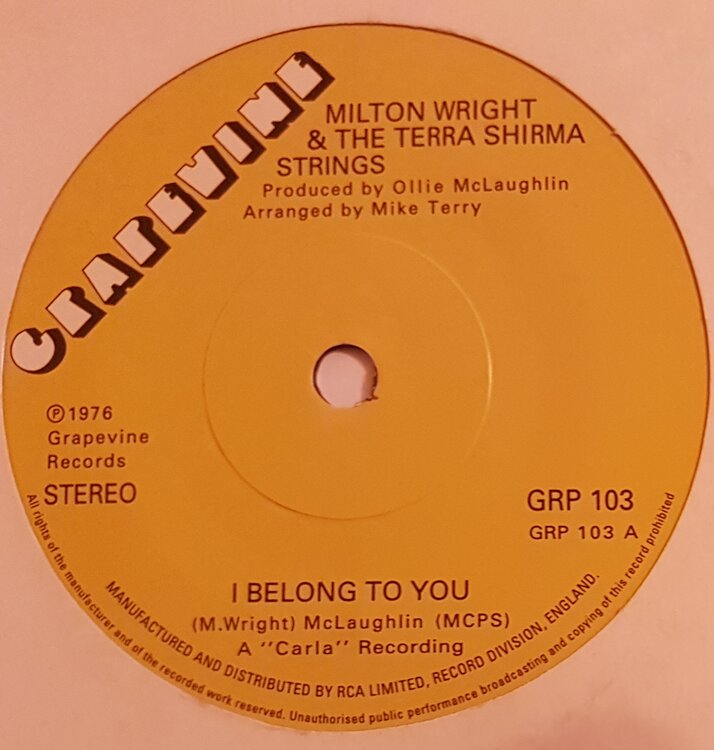 GRAPEVINE
MILTON WRIGHT
& THE TERRA SHIRMA
STRINGS
Produced by Ollie McLaughlin
Arranged by Mike Terry
Ⓟ1976
Grapevine
Records
STEREO
GRP 103
GRP 103 A
I BELONG TO YOU
(M.Wright) McLaughlin (MCPS)
A "Carla" Recording
MANUFACTURED AND DISTRIBUTED BY RCA LIMITED, RECORD DIVISION, ENGLAND.
All rights of the manufacturer and of the recorded work reserved. Unauthorised public performance broadcasting and copying of this record prohibited